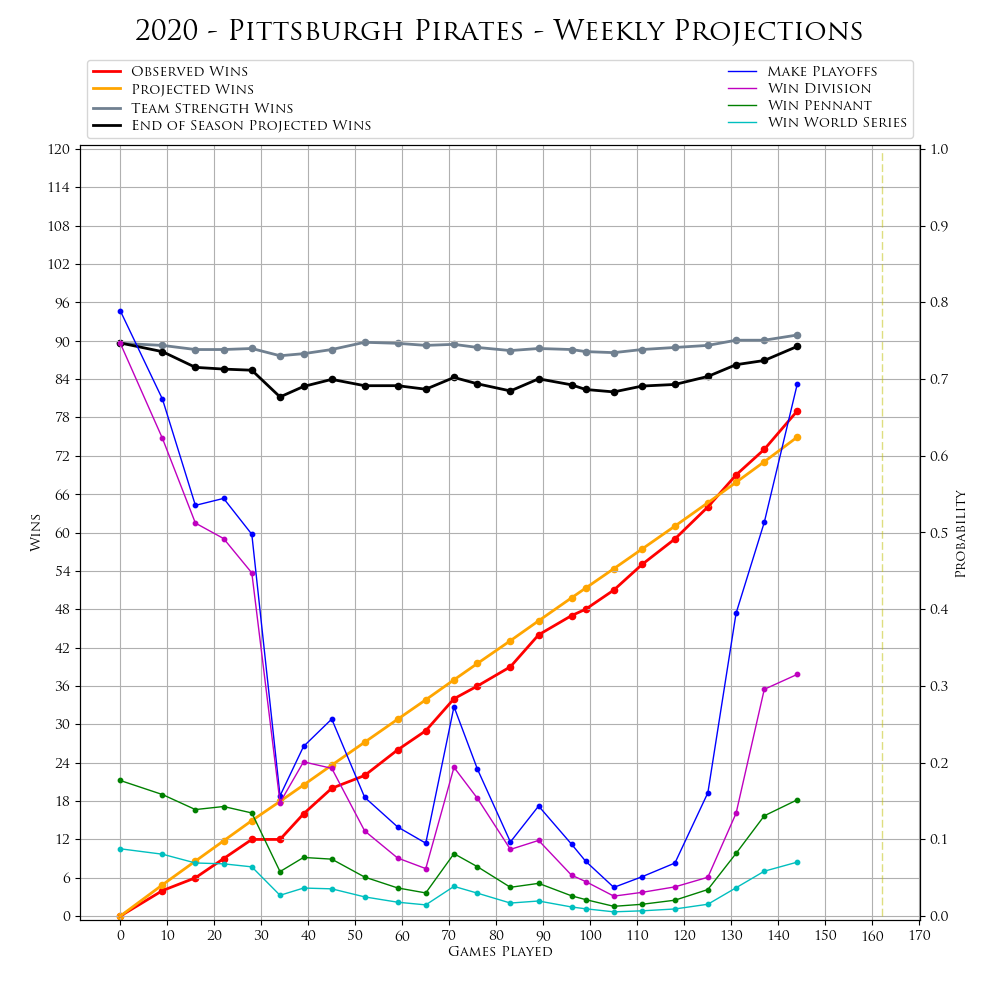 2020 - Pittsburgh Pirates - Weekly Projections
Observed Wins
Projected Wins
Team Strength Wins
End of Season Projected Wins
Make Playoffs
Win Division
Win Pennant
Win World Series
120
114
108
102
96
90
84
78
72
66
60
54
48
42
36
30
24
18
12
6
0
Wins
1.0
0.9
0.8
0.7
0.6
0.5
0.4
0.3
0.2
0.1
0.0
Probability
0 10 20 30 40 50 60 70 80 90 100 110 120 130 140 150 160 170
Games Played